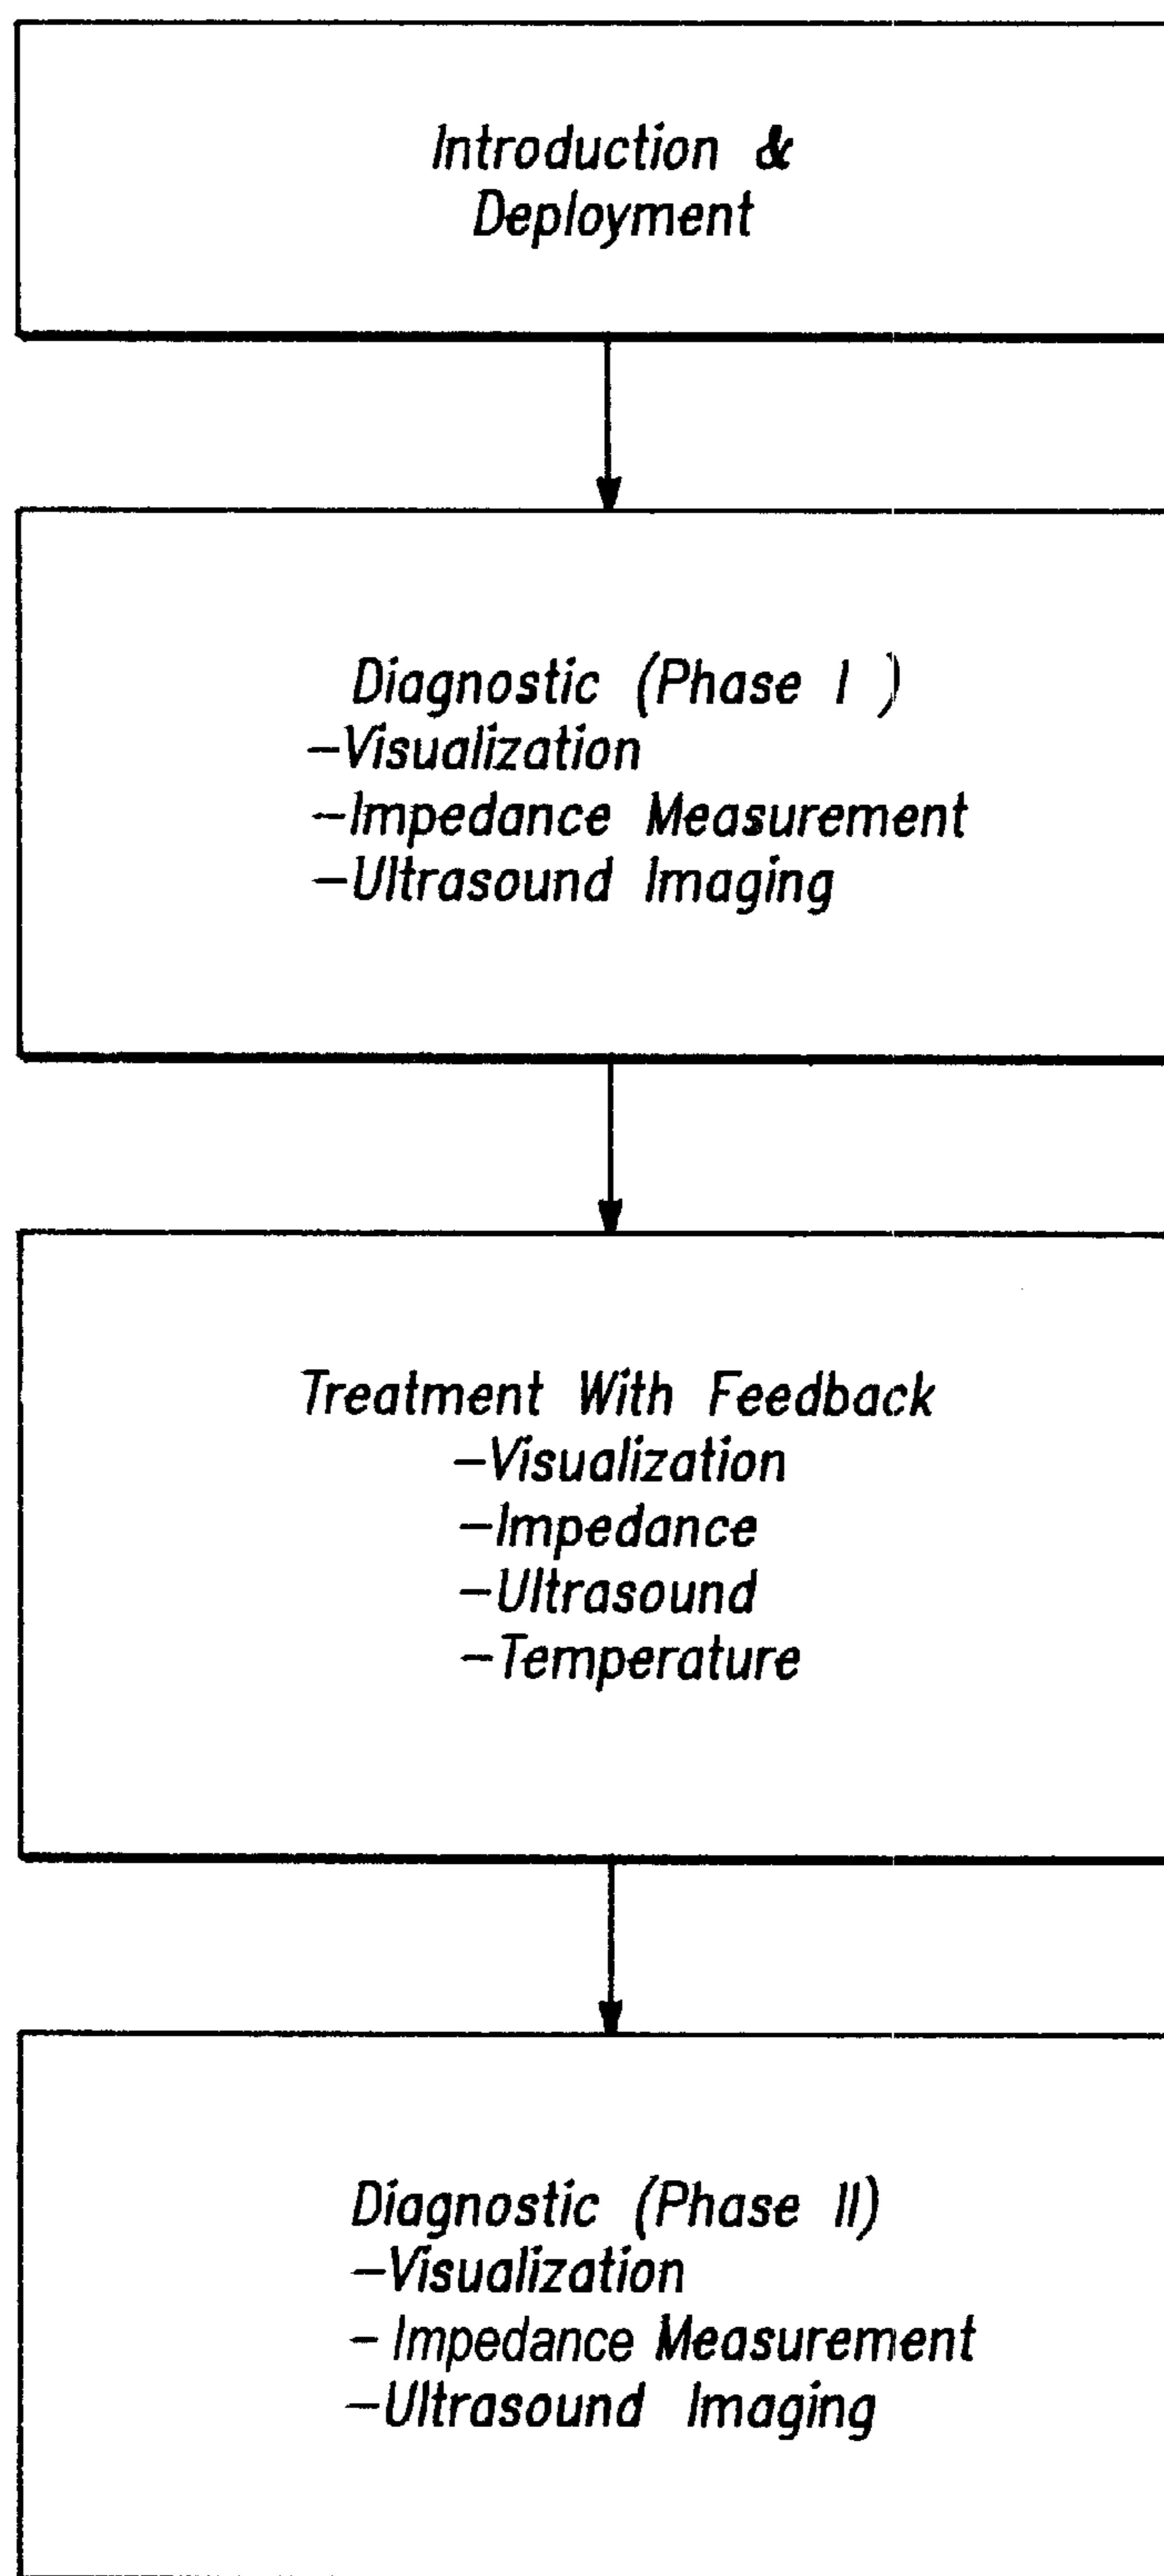 Introduction &
Deployment
Diagnostic (Phase I )
-Visualization
-Impedance Measurement
-Ultrasound Imaging
Treatment With Feedback
-Visualization
-Impedance
-Ultrasound
-Temperature
Diagnostic (Phase II)
-Visualization
- Impedance Measurement
-Ultrasound Imaging